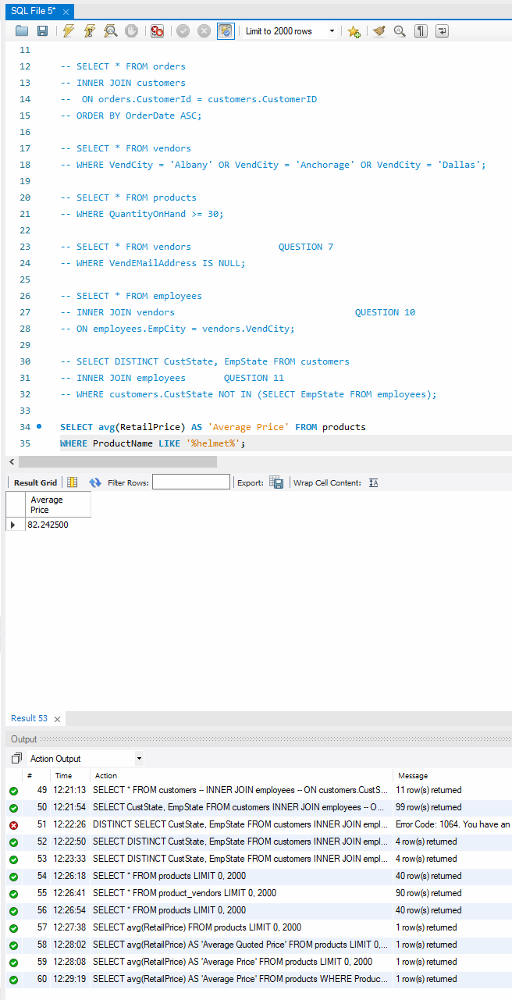 SQL File 5*
Limit to 2000 rows
11
12 -- SELECT * FROM orders
13 -- INNER JOIN customers
14 --  ON orders.CustomerId = customers.CustomerID
15 -- ORDER BY OrderDate ASC;
16
17 -- SELECT * FROM vendors
18 -- WHERE VendCity = 'Albany' OR VendCity = 'Anchorage' OR VendCity = 'Dallas';
19
20 -- SELECT * FROM products
21 -- WHERE QuantityOnHand >= 30;
22
23 -- SELECT * FROM vendors QUESTION 7
24 -- WHERE VendEMailAddress IS NULL;
25
26 -- SELECT * FROM employees
27 -- INNER JOIN vendors QUESTION 10
28 -- ON employees.EmpCity = vendors.VendCity;
29
30 -- SELECT DISTINCT CustState, EmpState FROM customers
31 -- INNER JOIN employees QUESTION 11
32 -- WHERE customers.CustState NOT IN (SELECT EmpState FROM employees);
33
34 SELECT avg(RetailPrice) AS 'Average Price' FROM products
35 WHERE ProductName LIKE '%helmet%';
Result Grid Filter Rows: Export: Wrap Cell Content:
Average
Price
82.242500
Result 53
Output
Action Output
# Time Action Message
49 12:21:13 SELECT * FROM customers -- INNER JOIN employees -- ON customers.CustS... 11 row(s) returned
50 12:21:54 SELECT CustState, EmpState FROM customers INNER JOIN employees -- O... 99 row(s) returned
51 12:22:26 DISTINCT SELECT CustState, EmpState FROM customers INNER JOIN empl... Error Code: 1064. You have an
52 12:22:50 SELECT DISTINCT CustState, EmpState FROM customers INNER JOIN empl... 4 row(s) returned
53 12:23:33 SELECT DISTINCT CustState, EmpState FROM customers INNER JOIN empl... 4 row(s) returned
54 12:26:18 SELECT * FROM products LIMIT 0, 2000 40 row(s) returned
55 12:26:41 SELECT * FROM product_vendors LIMIT 0, 2000 90 row(s) returned
56 12:26:54 SELECT * FROM products LIMIT 0, 2000 40 row(s) returned
57 12:27:38 SELECT avg(RetailPrice) FROM products LIMIT 0, 2000 1 row(s) returned
58 12:28:02 SELECT avg(RetailPrice) AS 'Average Quoted Price' FROM products LIMIT 0,... 1 row(s) returned
59 12:28:08 SELECT avg(RetailPrice) AS 'Average Price' FROM products LIMIT 0, 2000 1 row(s) returned
60 12:29:19 SELECT avg(RetailPrice) AS 'Average Price' FROM products WHERE Produc... 1 row(s) returned